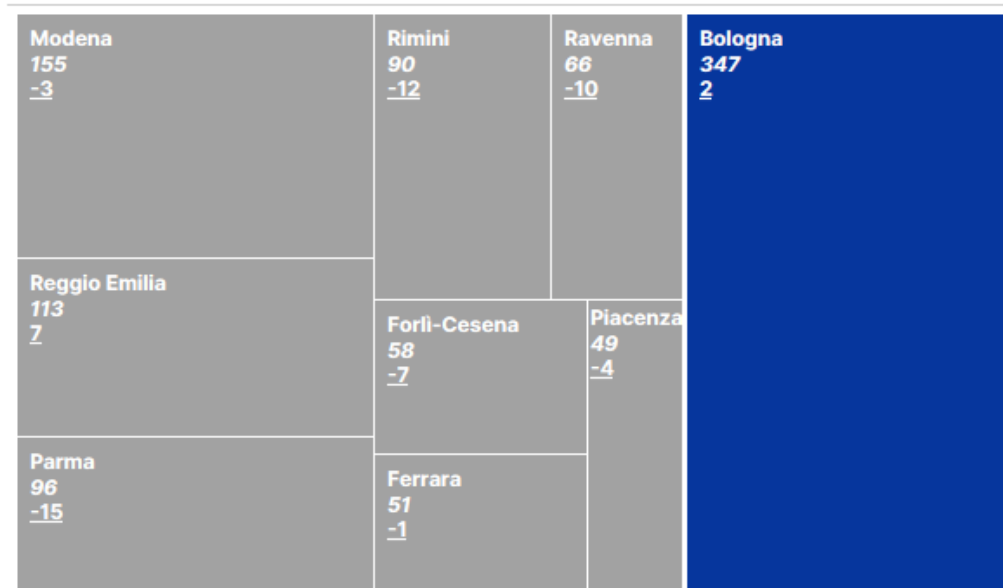 Modena
155
-3
Rimini
90
-12
Ravenna
66
-10
Bologna
347
2
Reggio Emilia
113
7
Forlì-Cesena
58
-7
Piacenza
49
-4
Parma
96
-15
Ferrara
51
-1